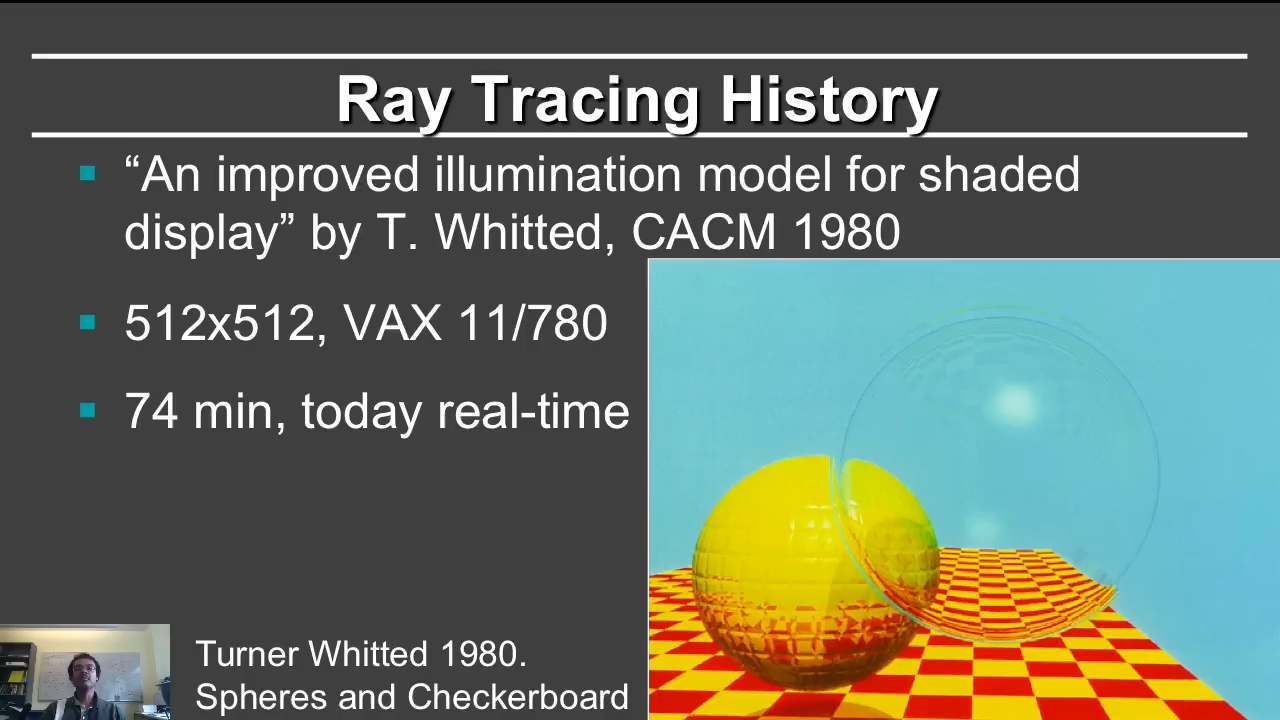 Ray Tracing History
“An improved illumination model for shaded
display” by T. Whitted, CACM 1980
512x512, VAX 11/780
74 min, today real-time
Turner Whitted 1980.
Spheres and Checkerboard